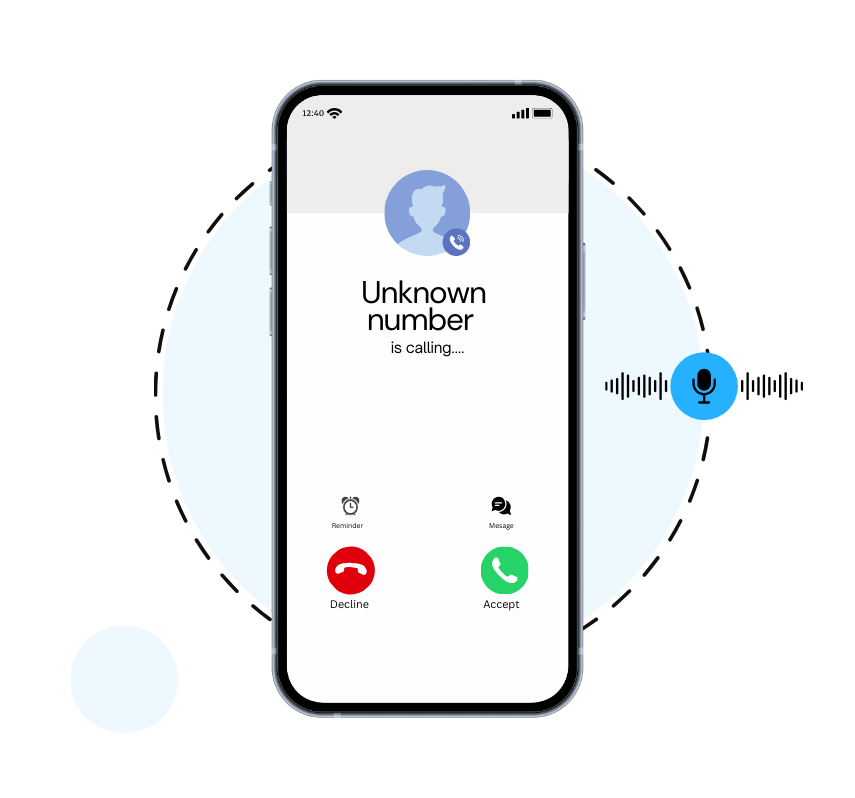 12:40
Unknown
number
is calling....
Reminder
Mesage
Decline
Accept